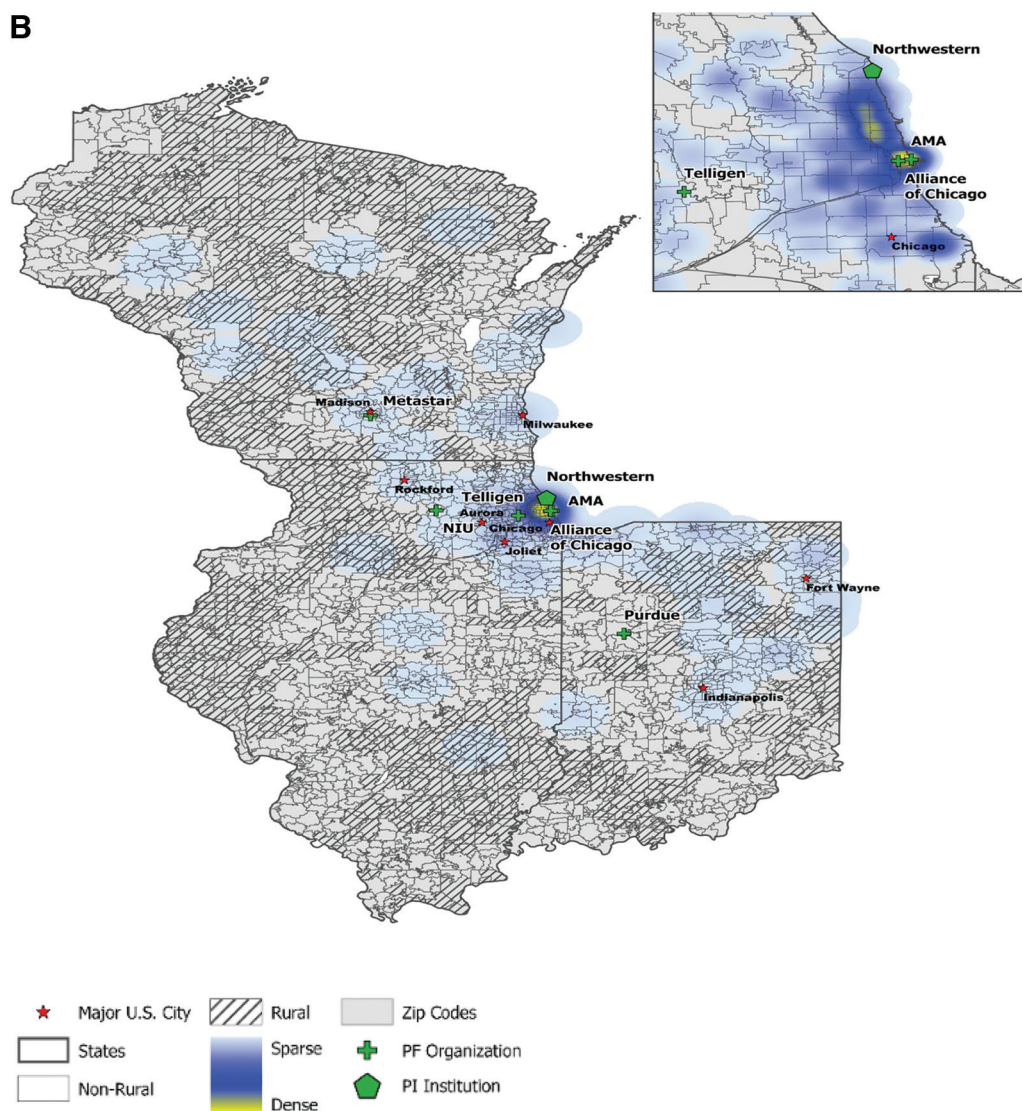 B
Northwestern
AMA
Telligen
Alliance
of Chicago
Chicago
Madison
Metastar
Milwaukee
Northwestern
Rockford
Telligen
AMA
Aurora
NIU
Chicago
Alliance
of Chicago
Joliet
Fort Wayne
Purdue
Indianapolis
Major U.S. City
Rural
Zip Codes
States
Sparse
PF Organization
Non-Rural
Dense
PI Institution